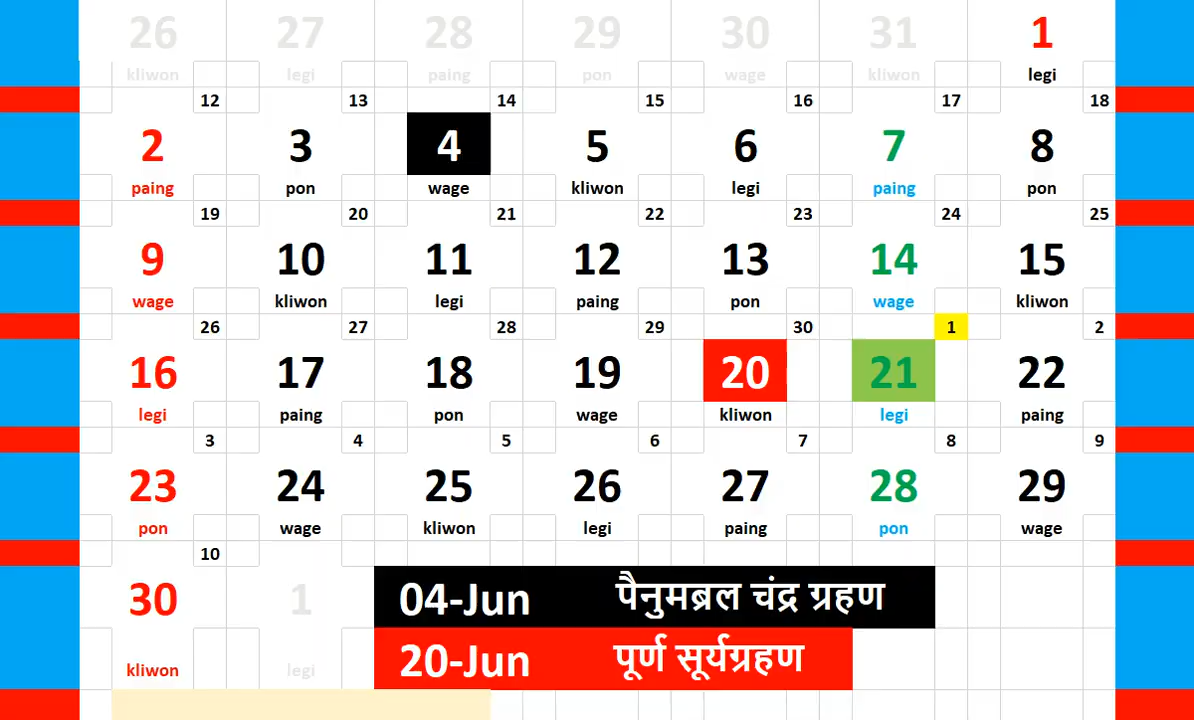 26 27 28 29 30 31 1
kliwon legi paing pon wage kliwon legi
12 13 14 15 16 17 18
2 3 4 5 6 7 8
paing pon wage kliwon legi paing pon
19 20 21 22 23 24 25
9 10 11 12 13 14 15
wage kliwon legi paing pon wage kliwon
26 27 28 29 30 1 2
16 17 18 19 20 21 22
legi paing pon wage kliwon legi paing
3 4 5 6 7 8 9
23 24 25 26 27 28 29
pon wage kliwon legi paing pon wage
10
30 1 04-Jun पैनुमब्रल चंद्र ग्रहण
20-Jun पूर्ण सूर्यग्रहण
kliwon legi